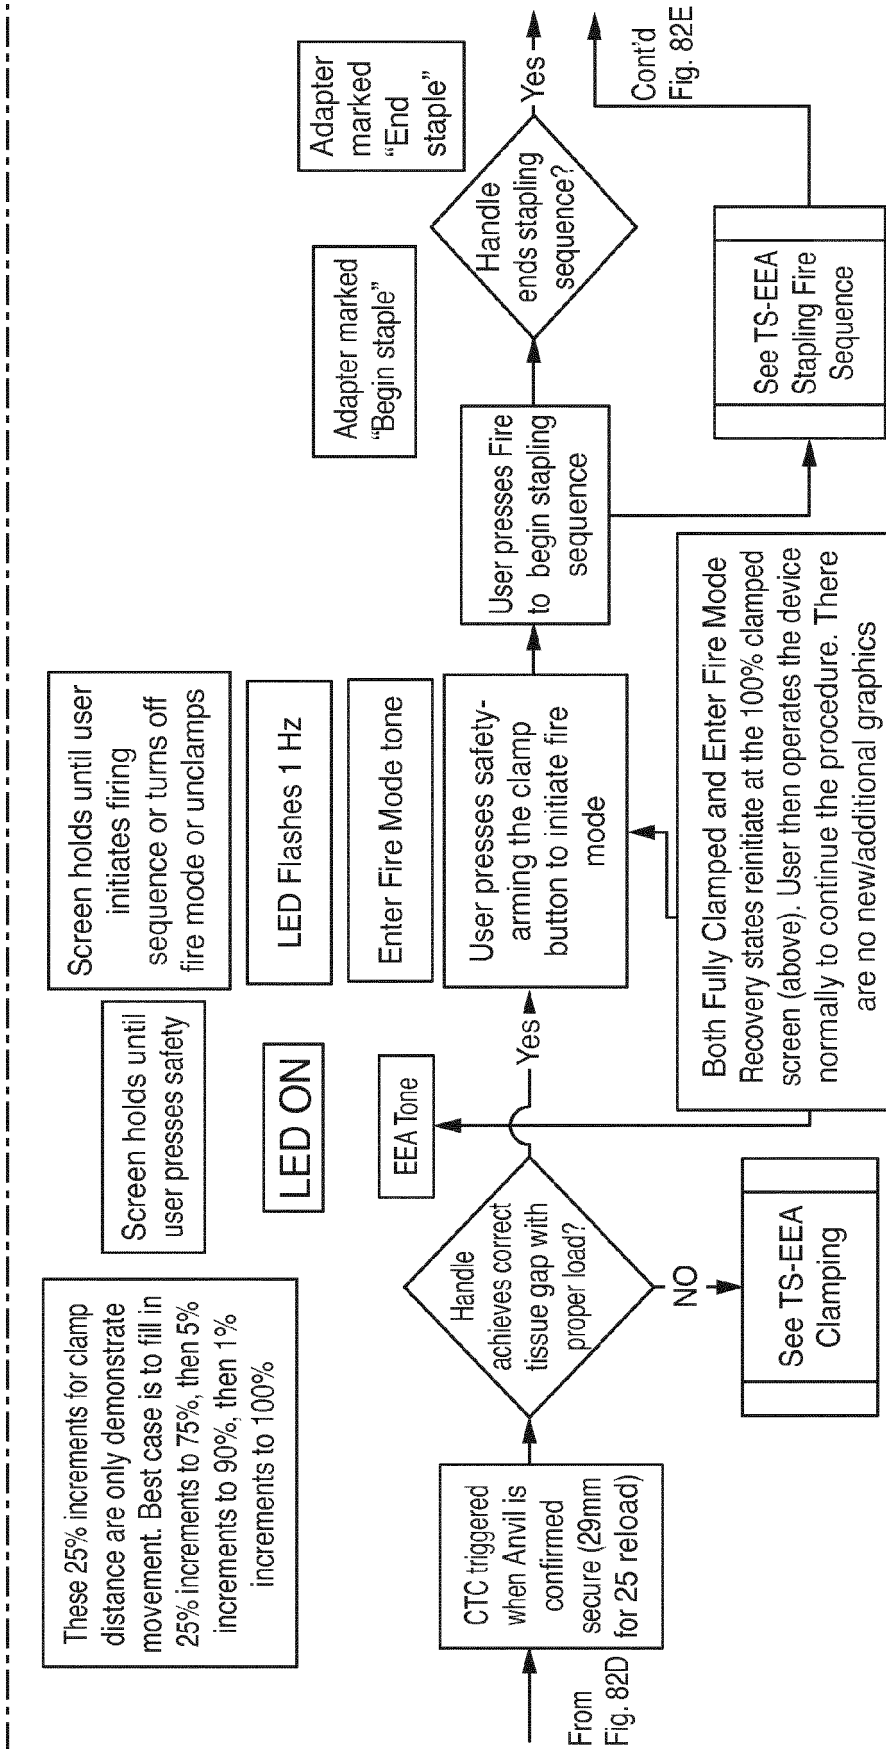 These 25% increments for clamp
distance are only demonstrate
movement. Best case is to fill in
25% increments to 75%, then 5%
increments to 90%, then 1%
increments to 100%
Screen holds until
user presses safety
Screen holds until user
initiates firing
sequence or turns off
fire mode or unclamps
LED ON
LED Flashes 1 Hz
EEA Tone
Enter Fire Mode tone
Adapter marked
“Begin staple”
Adapter
marked
“End
staple”
From
Fig. 82D
CTC triggered
when Anvil is
confirmed
secure (29mm
for 25 reload)
Handle
achieves correct
tissue gap with
proper load?
Yes
NO
See TS-EEA
Clamping
User presses safety-
arming the clamp
button to initiate fire
mode
Both Fully Clamped and Enter Fire Mode
Recovery states reinitiate at the 100% clamped
screen (above). User then operates the device
normally to continue the procedure. There
are no new/additional graphics
User presses Fire
to begin stapling
sequence
Handle
ends stapling
sequence?
Yes
See TS-EEA
Stapling Fire
Sequence
Cont'd
Fig. 82E